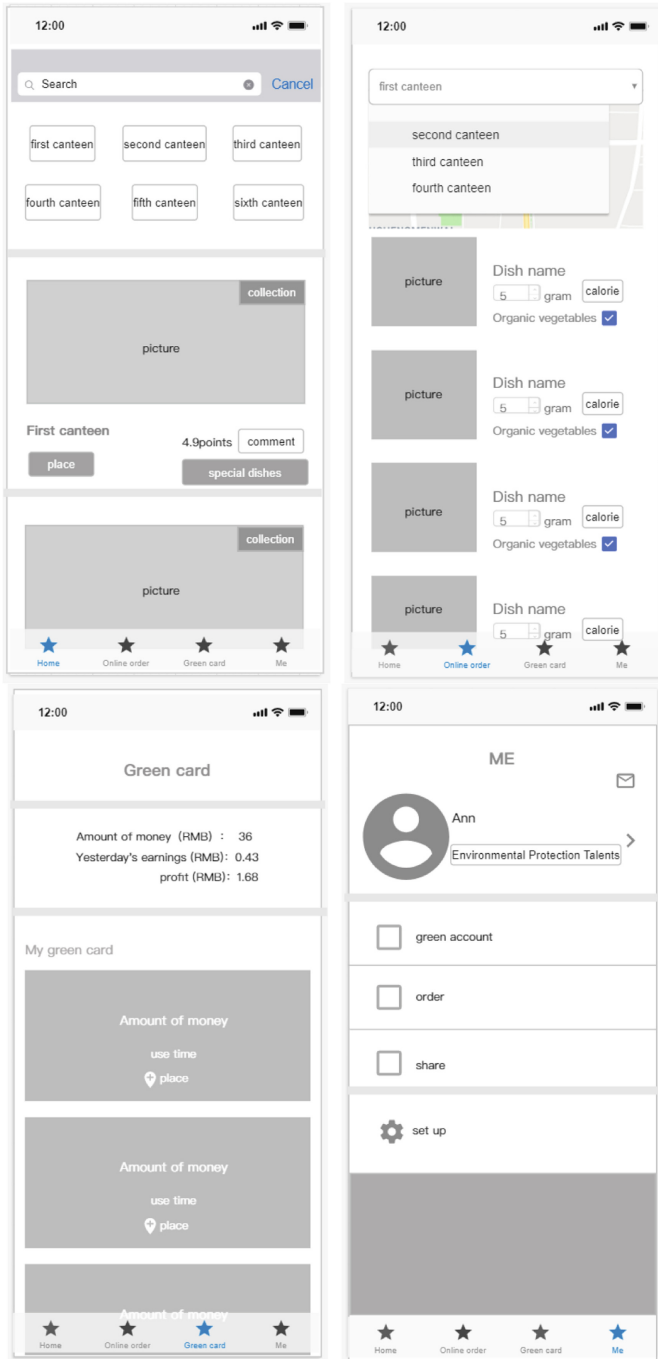 12:00
Search
Cancel
first canteen
second canteen
third canteen
fourth canteen
fifth canteen
sixth canteen
collection
picture
First canteen
4.9points
comment
place
special dishes
collection
picture
Home
Online order
Green card
Me
12:00
first canteen
second canteen
third canteen
fourth canteen
picture
Dish name
5
gram
calorie
Organic vegetables
picture
Dish name
5
gram
calorie
Organic vegetables
picture
Dish name
5
gram
calorie
Organic vegetables
picture
Dish name
5
gram
calorie
Home
Online order
Green card
Me
12:00
Green card
Amount of money (RMB) : 36
Yesterday's earnings (RMB): 0.43
profit (RMB): 1.68
My green card
Amount of money
use time
place
Amount of money
use time
place
Amount of money
Home
Online order
Green card
Me
12:00
ME
Ann
Environmental Protection Talents
green account
order
share
set up
Home
Online order
Green card
Me